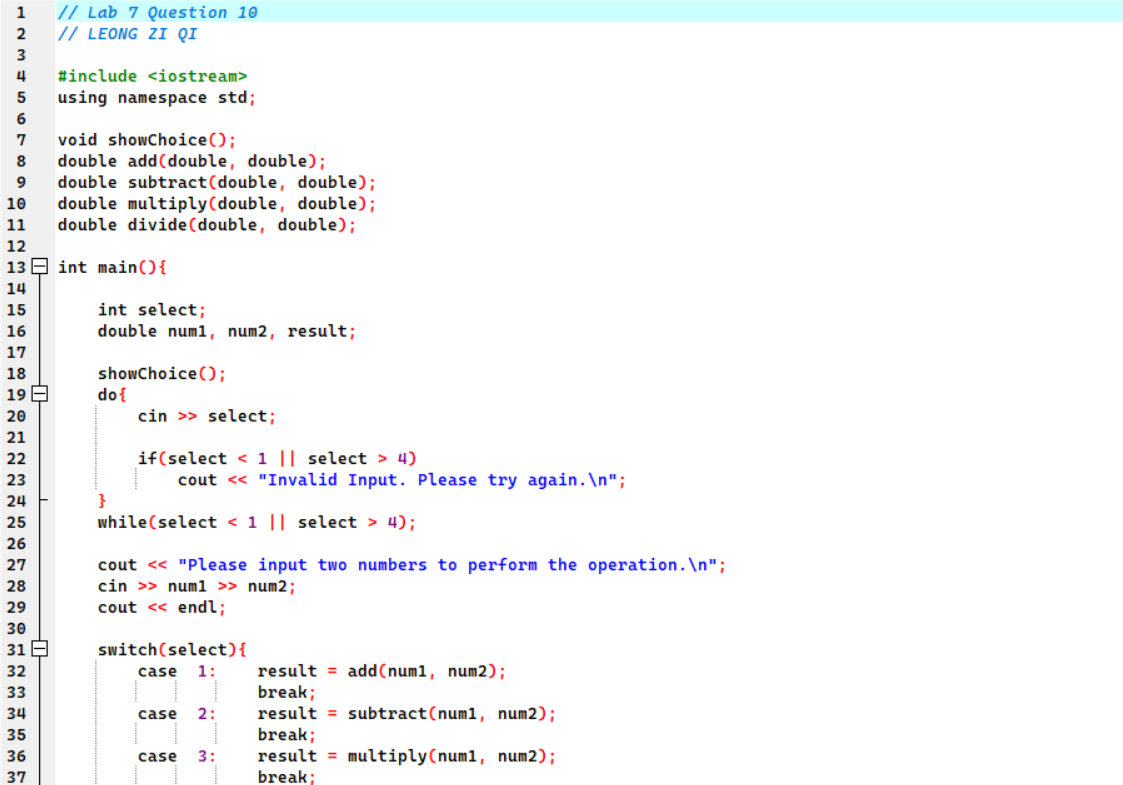 1 // Lab 7 Question 10
2 // LEONG ZI QI
3
4 #include <iostream>
5 using namespace std;
6
7 void showChoice();
8 double add(double, double);
9 double subtract(double, double);
10 double multiply(double, double);
11 double divide(double, double);
12
13 int main(){
14
15 int select;
16 double num1, num2, result;
17
18 showChoice();
19 do{
20 cin >> select;
21
22 if(select < 1 || select > 4)
23 cout << "Invalid Input. Please try again.\n";
24 }
25 while(select < 1 || select > 4);
26
27 cout << "Please input two numbers to perform the operation.\n";
28 cin >> num1 >> num2;
29 cout << endl;
30
31 switch(select){
32 case 1: result = add(num1, num2);
33 break;
34 case 2: result = subtract(num1, num2);
35 break;
36 case 3: result = multiply(num1, num2);
37 break;